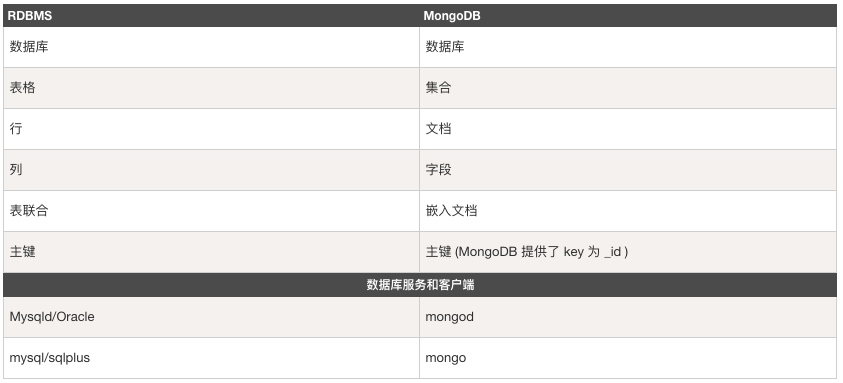 RDBMS MongoDB
数据库 数据库
表格 集合
行 文档
列 字段
表联合 嵌入文档
主键 主键 (MongoDB 提供了 key 为 _id )
数据库服务和客户端
Mysqld/Oracle mongod
mysql/sqlplus mongo